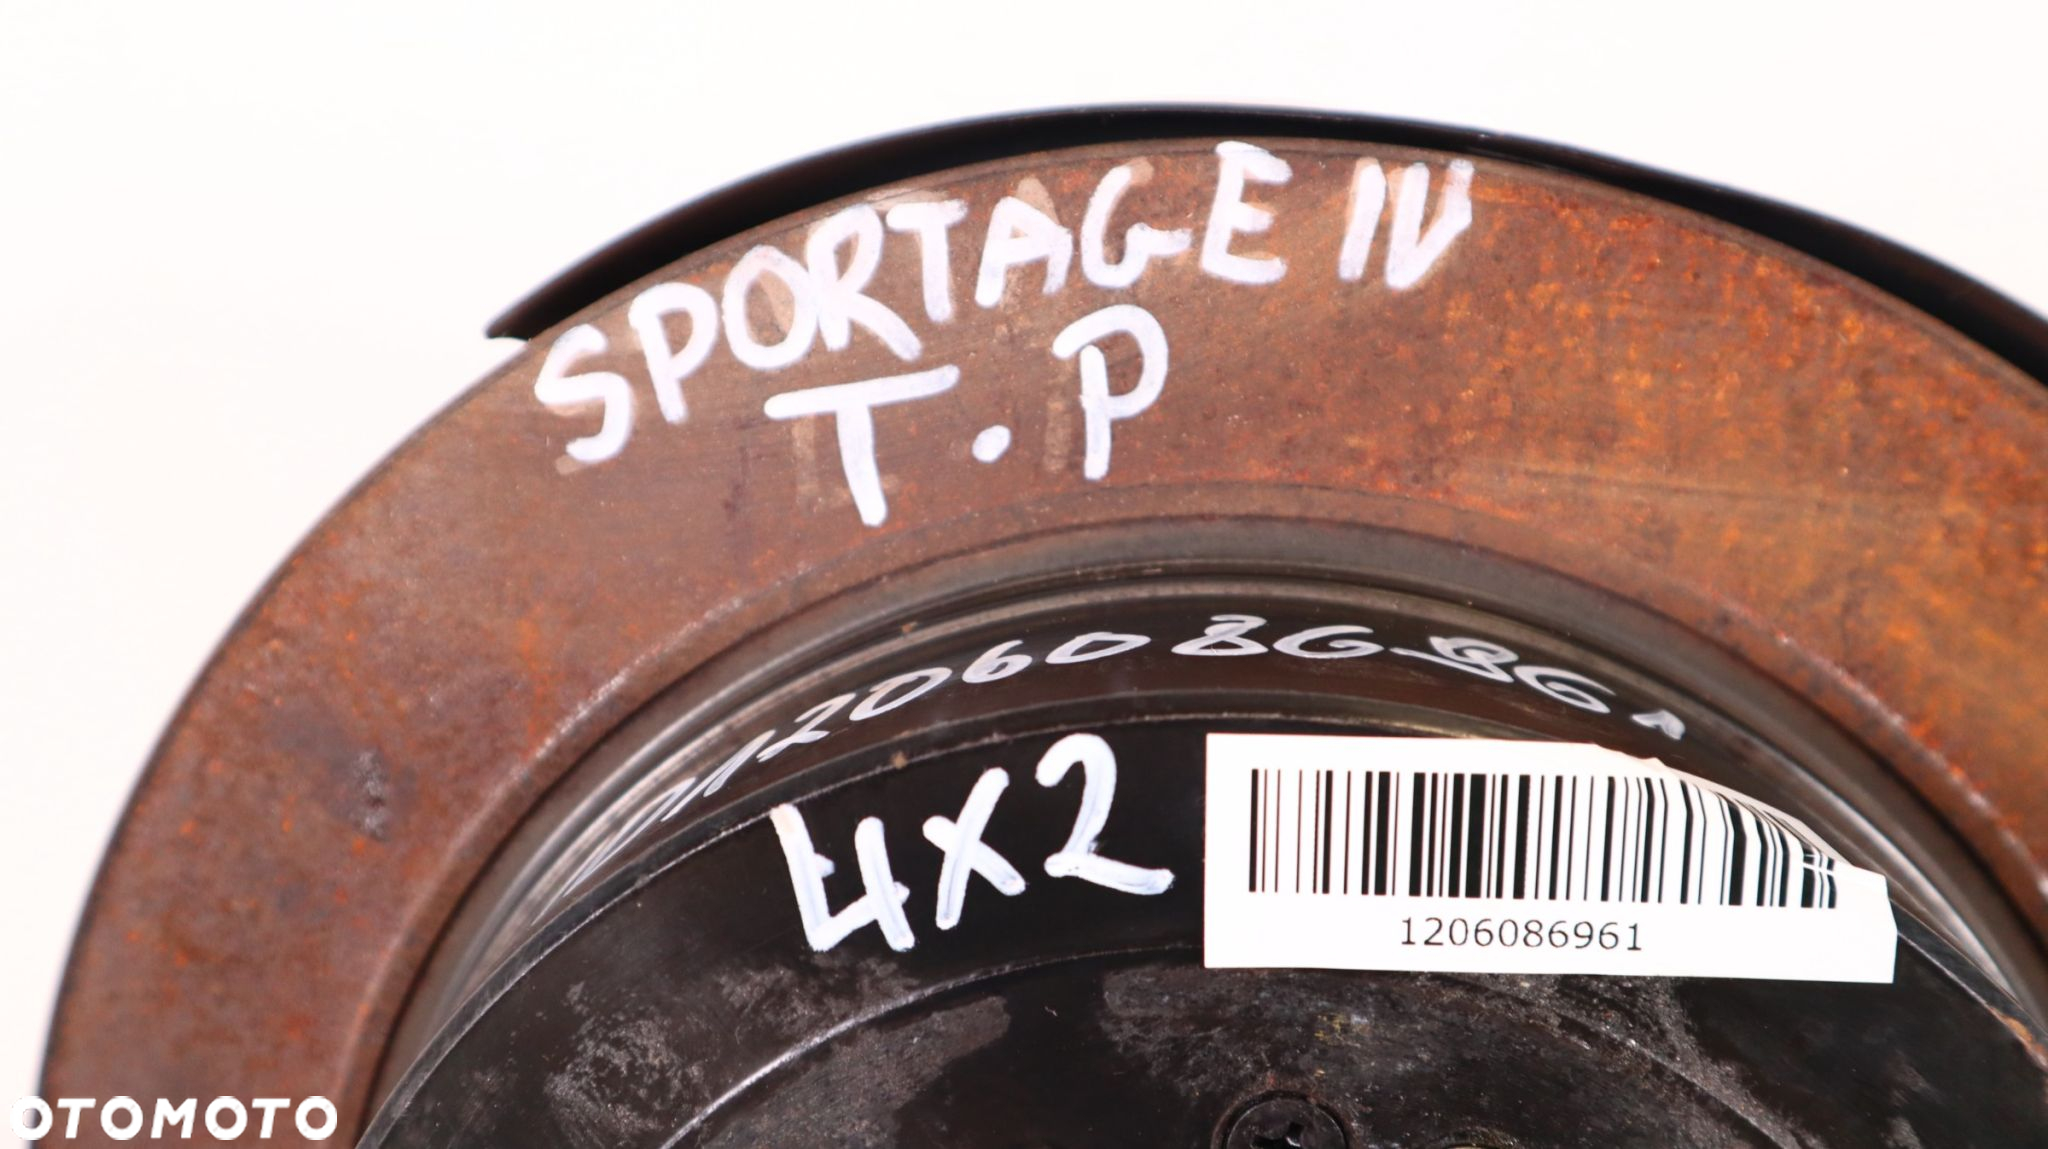 SPORTAGE IV
T.P
4x2
1206086961
OTOMOTO